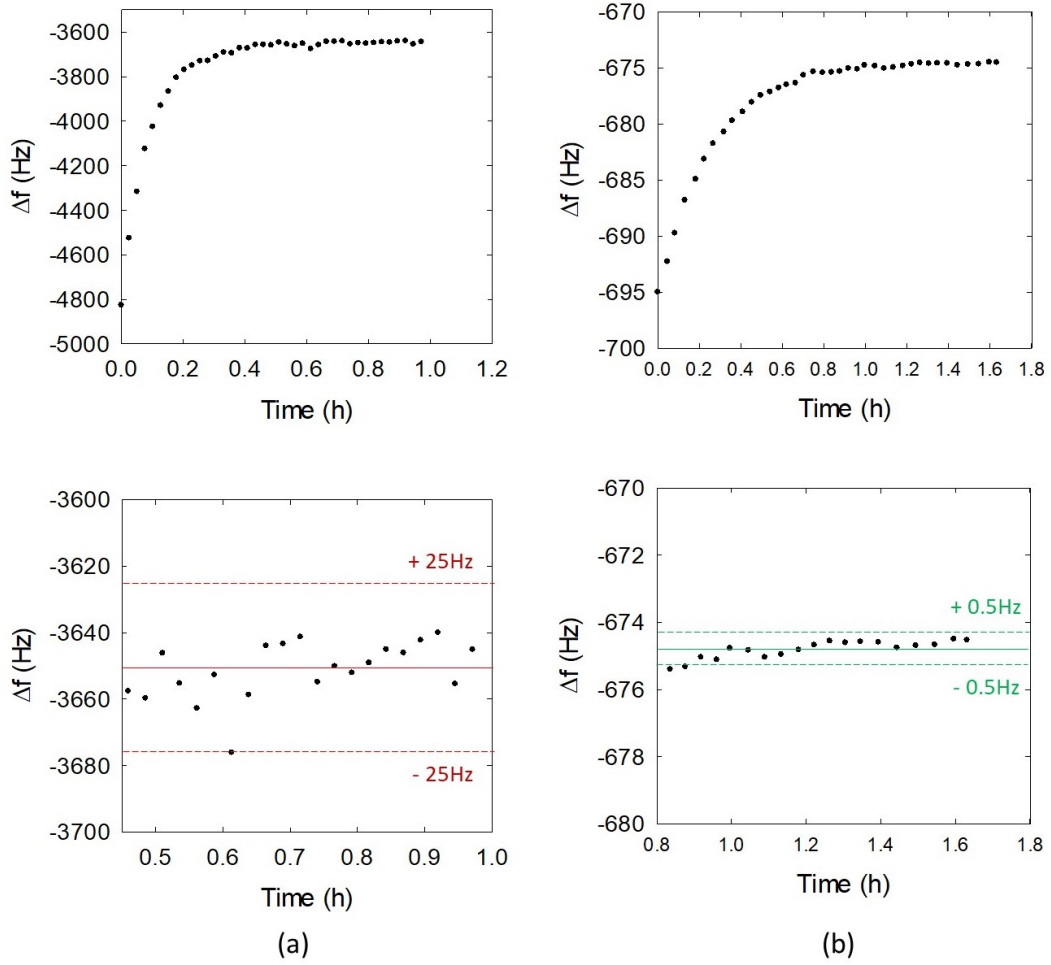 -3600
-3800
-4000
-4200
-4400
-4600
-4800
-5000
Δf (Hz)
0.0 0.2 0.4 0.6 0.8 1.0 1.2
Time (h)
-670
-675
-680
-685
-690
-695
-700
Δf (Hz)
0.0 0.2 0.4 0.6 0.8 1.0 1.2 1.4 1.6 1.8
Time (h)
-3600
-3620
-3640
-3660
-3680
-3700
Δf (Hz)
+ 25Hz
- 25Hz
0.5 0.6 0.7 0.8 0.9 1.0
Time (h)
(a)
-670
-672
-674
-676
-678
-680
Δf (Hz)
+ 0.5Hz
- 0.5Hz
0.8 1.0 1.2 1.4 1.6 1.8
Time (h)
(b)